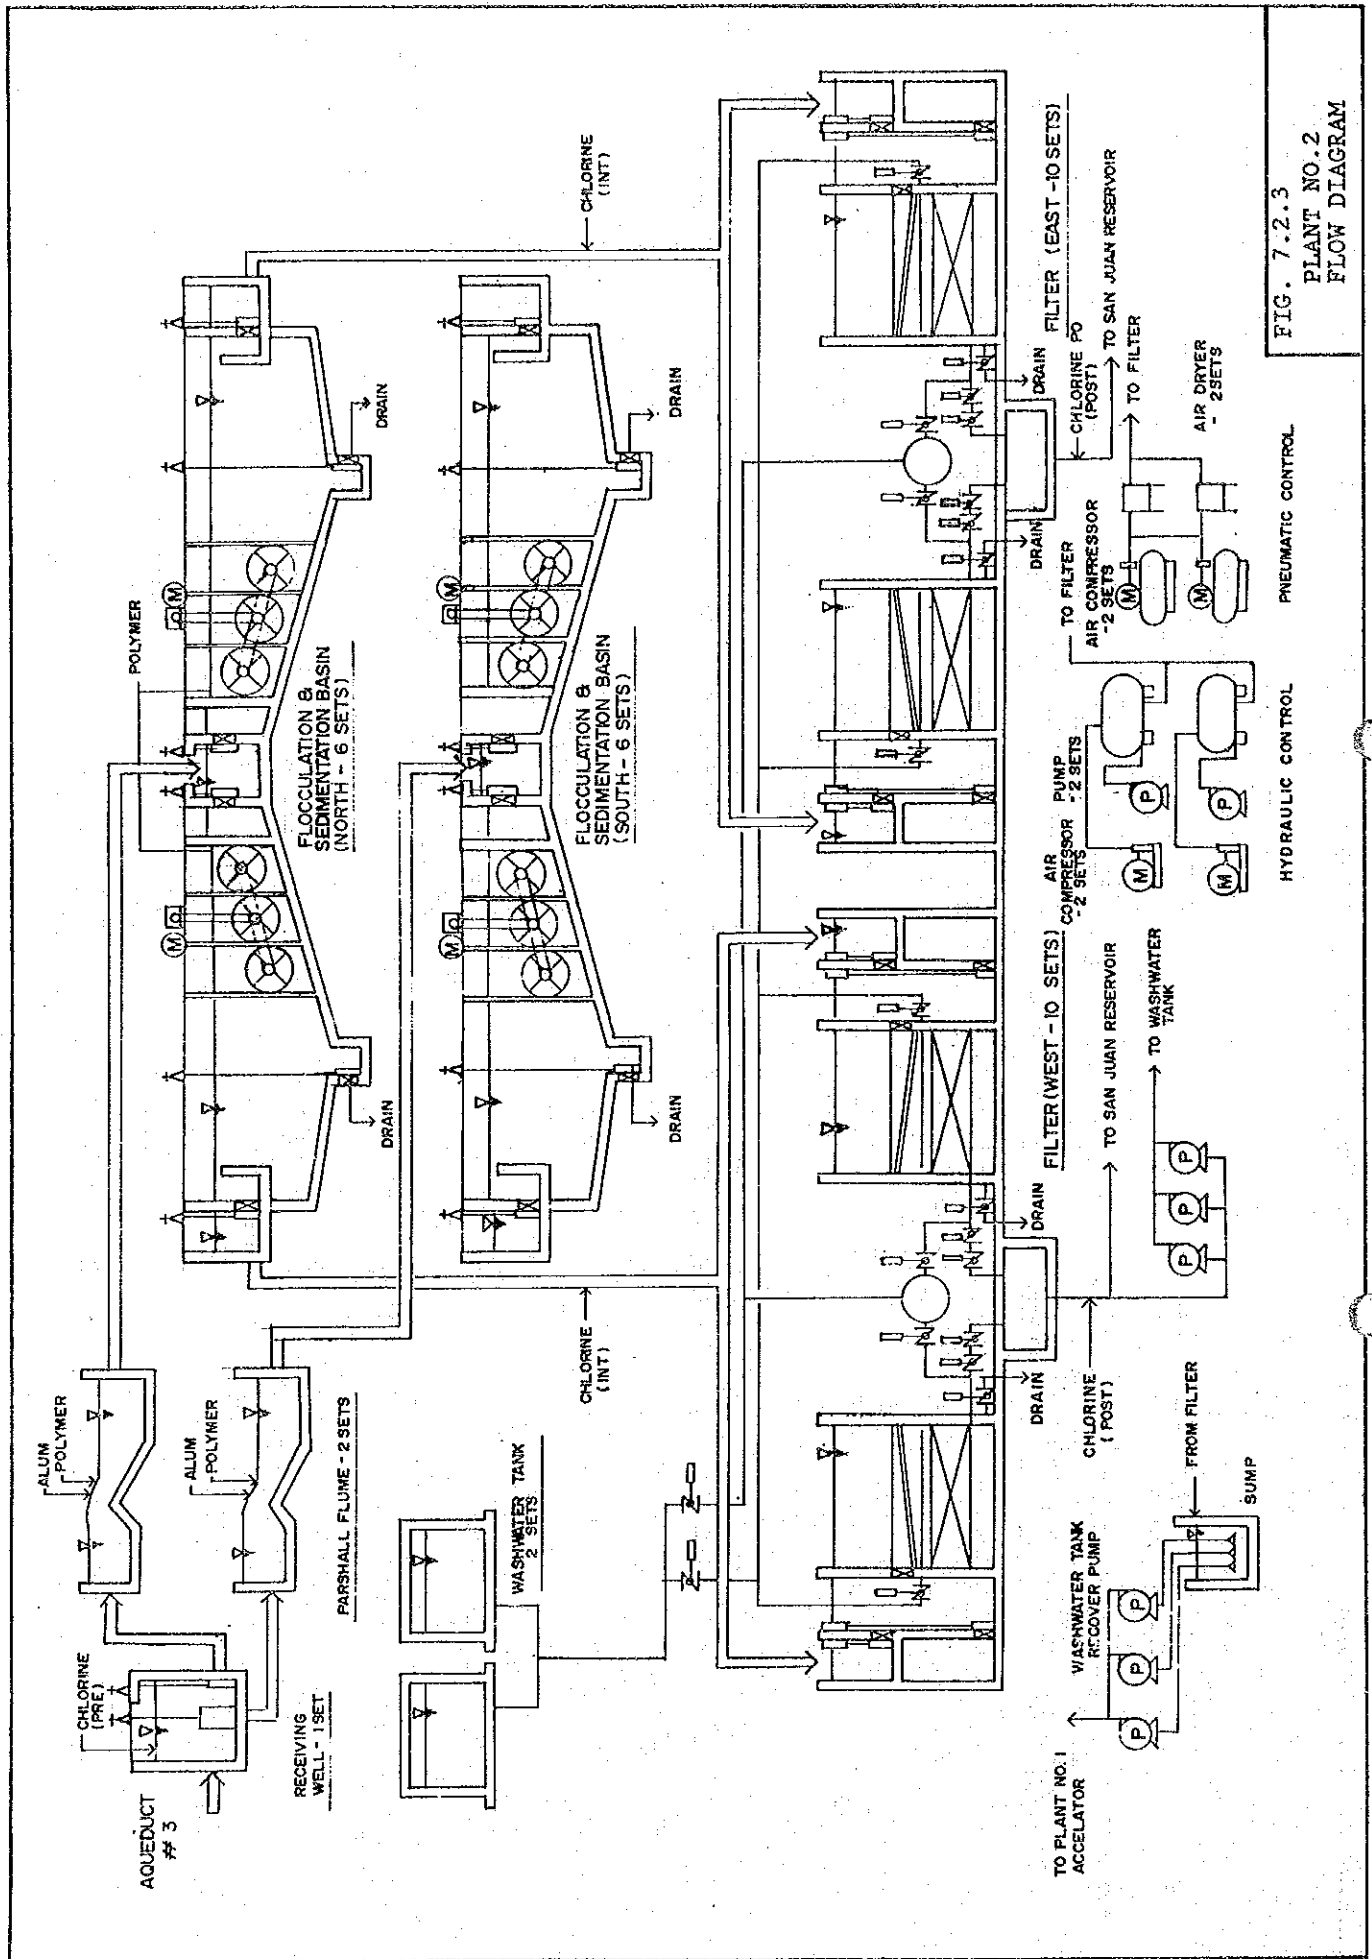 AQUEDUCT
# 3
CHLORINE
(PRE)
RECEIVING
WELL - 1 SET
ALUM
POLYMER
ALUM
POLYMER
PARSHALL FLUME - 2 SETS
WASHWATER TANK
2 SETS
POLYMER
M
M
FLOCCULATION &
SEDIMENTATION BASIN
(NORTH - 6 SETS)
DRAIN
DRAIN
M
M
FLOCCULATION &
SEDIMENTATION BASIN
(SOUTH - 6 SETS)
DRAIN
DRAIN
CHLORINE
(INT)
CHLORINE
(INT)
FILTER (WEST - 10 SETS)
DRAIN
DRAIN
CHLORINE
(POST)
TO SAN JUAN RESERVOIR
TO WASHWATER
TANK
P
P
P
FILTER (EAST - 10 SETS)
DRAIN
DRAIN
CHLORINE PO
(POST)
TO SAN JUAN RESERVOIR
TO PLANT NO. 1
ACCELATOR
WASHWATER TANK
RECOVER PUMP
P
P
P
FROM FILTER
SUMP
AIR
COMPRESSOR
- 2 SETS
PUMP
- 2 SETS
TO FILTER
M
P
M
P
HYDRAULIC CONTROL
AIR COMPRESSOR
- 2 SETS
TO FILTER
M
M
AIR DRYER
- 2SETS
PNEUMATIC CONTROL
FIG. 7.2.3
PLANT NO.2
FLOW DIAGRAM